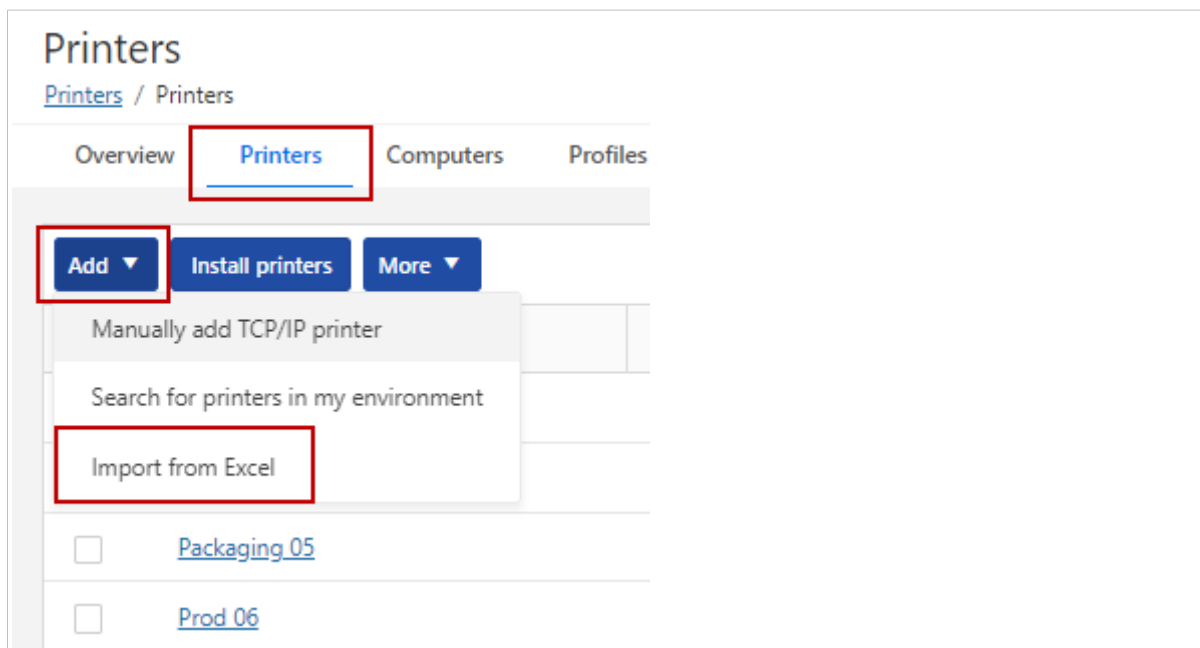 Printers
Printers / Printers
Overview Printers Computers Profiles
Add Install printers More
Manually add TCP/IP printer
Search for printers in my environment
Import from Excel
Packaging 05
Prod 06